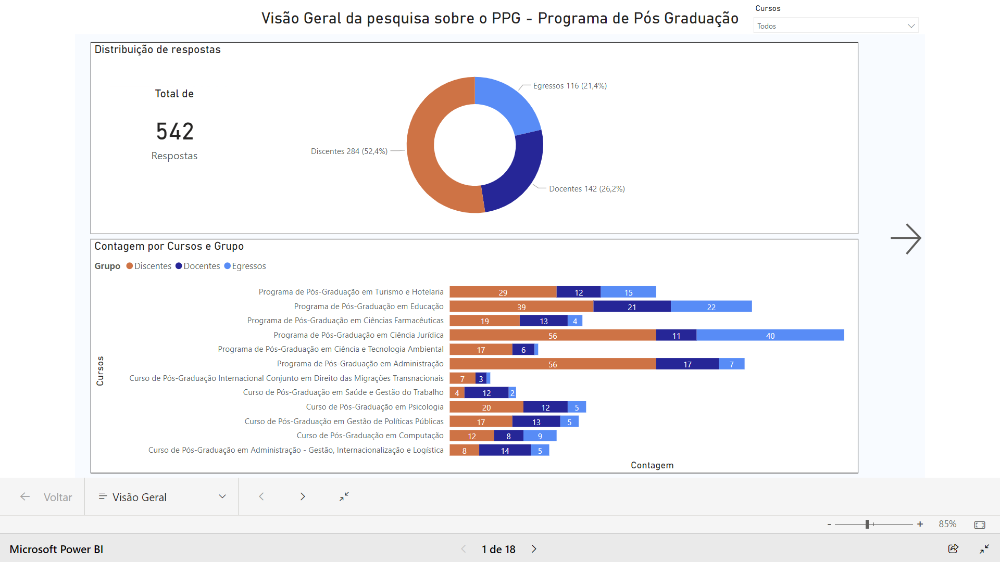 Visão Geral da pesquisa sobre o PPG - Programa de Pós Graduação
Cursos
Todos
Distribuição de respostas
Total de
542
Respostas
Egressos 116 (21,4%)
Discentes 284 (52,4%)
Docentes 142 (26,2%)
Contagem por Cursos e Grupo
Grupo Discentes Docentes Egressos
Cursos
Programa de Pós-Graduação em Turismo e Hotelaria 29 12 15
Programa de Pós-Graduação em Educação 39 21 22
Programa de Pós-Graduação em Ciências Farmacêuticas 19 13 4
Programa de Pós-Graduação em Ciência Jurídica 56 11 40
Programa de Pós-Graduação em Ciência e Tecnologia Ambiental 17 6
Programa de Pós-Graduação em Administração 56 17 7
Curso de Pós-Graduação Internacional Conjunto em Direito das Migrações Transnacionais 7 3
Curso de Pós-Graduação em Saúde e Gestão do Trabalho 4 12 2
Curso de Pós-Graduação em Psicologia 20 12 5
Curso de Pós-Graduação em Gestão de Políticas Públicas 17 13 5
Curso de Pós-Graduação em Computação 12 8 9
Curso de Pós-Graduação em Administração - Gestão, Internacionalização e Logística 8 14 5
Contagem
Voltar
Visão Geral
- + 85%
Microsoft Power BI
1 de 18